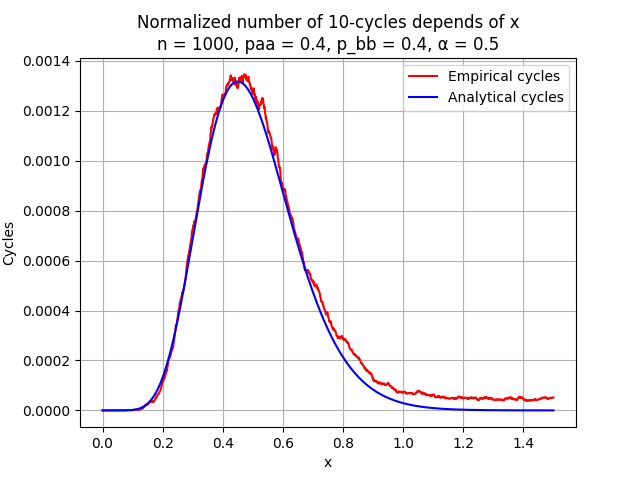 Normalized number of 10-cycles depends of x
n = 1000, paa = 0.4, p_bb = 0.4, α = 0.5
Empirical cycles
Analytical cycles
0.0014
0.0012
0.0010
0.0008
0.0006
0.0004
0.0002
0.0000
Cycles
0.0 0.2 0.4 0.6 0.8 1.0 1.2 1.4
x